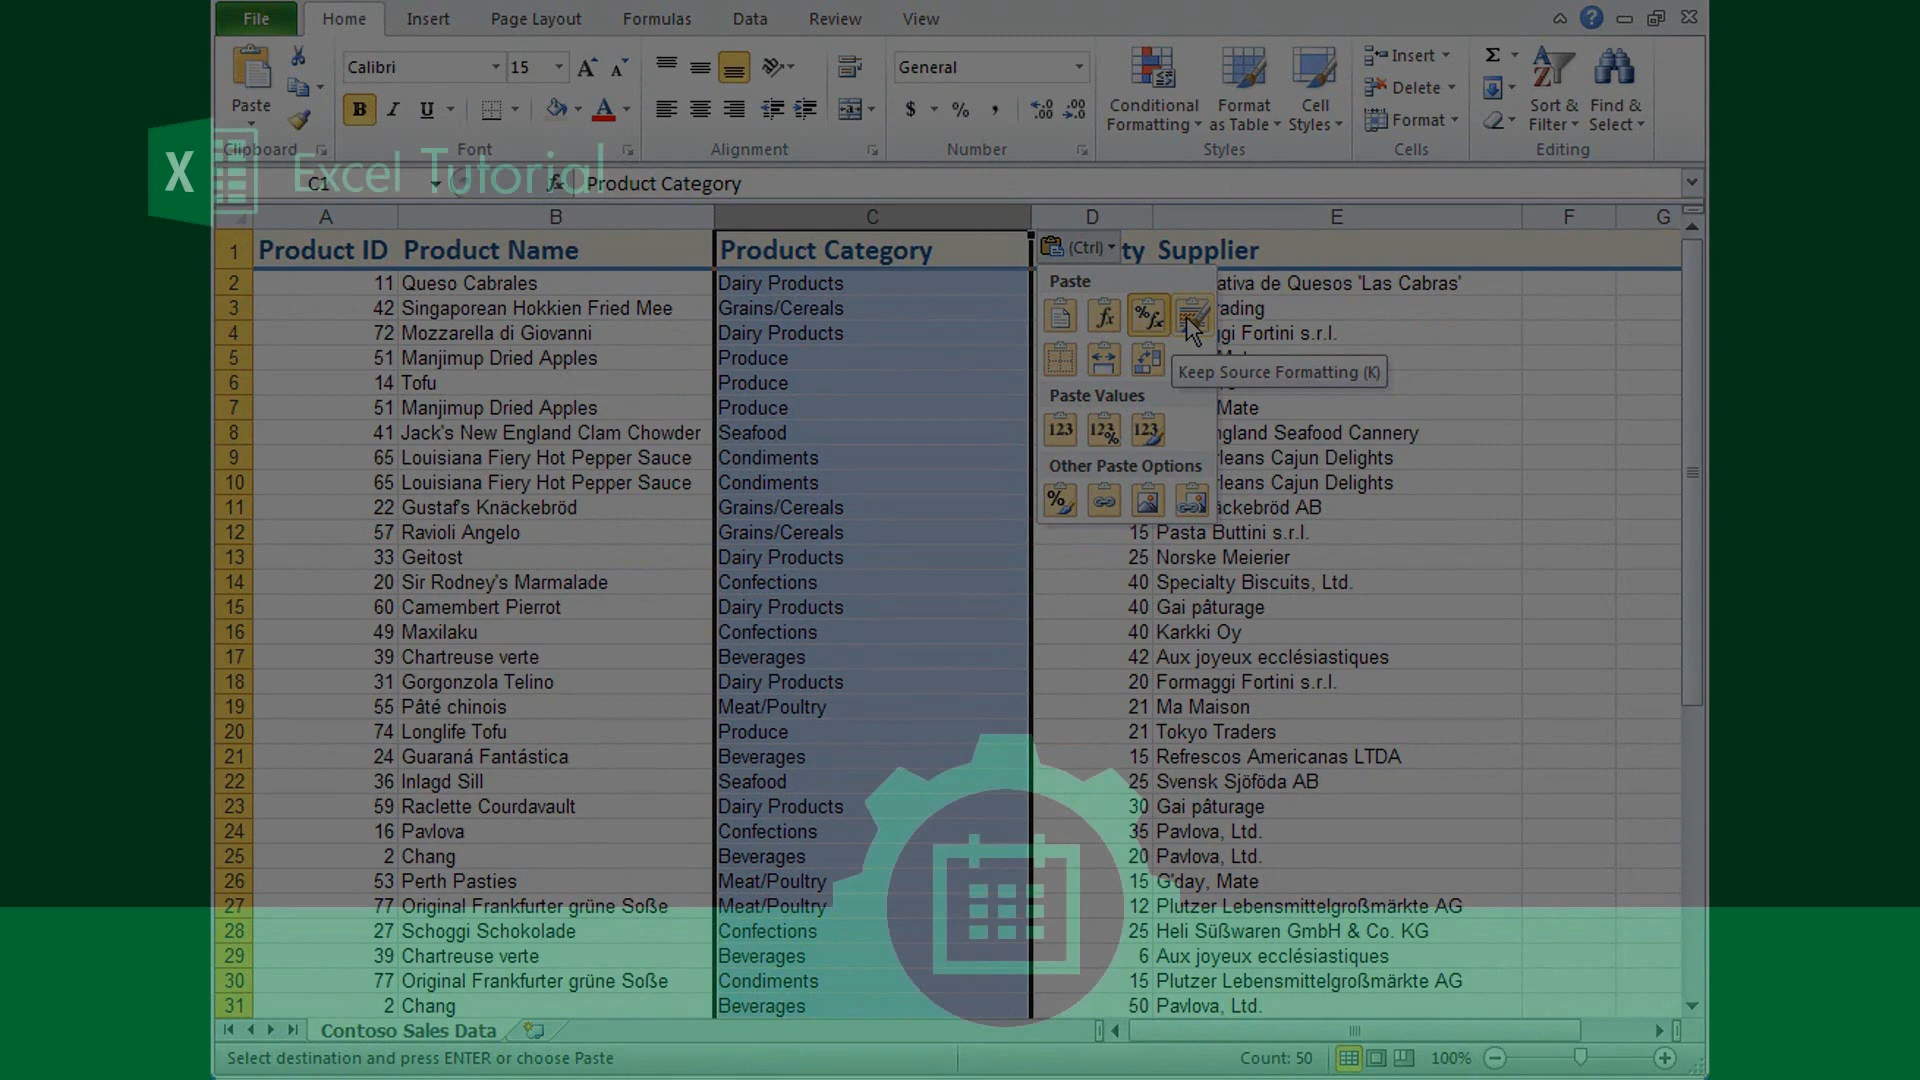 File Home Insert Page Layout Formulas Data Review View
Calibri 15 General Insert Σ
Paste Conditional Format Cell Delete Sort & Find &
B I U A $ % , .00 .00 Formatting as Table Styles Format Filter Select
Clipboard Font Alignment Number Styles Cells Editing
X Excel Tutorial
C1 fx Product Category
A B C D E F G
1 Product ID Product Name Product Category (Ctrl) ty Supplier
2 11 Queso Cabrales Dairy Products Paste ativa de Quesos 'Las Cabras'
3 42 Singaporean Hokkien Fried Mee Grains/Cereals fx %fx rading
4 72 Mozzarella di Giovanni Dairy Products ggi Fortini s.r.l.
5 51 Manjimup Dried Apples Produce Mate
6 14 Tofu Produce Keep Source Formatting (K)
7 51 Manjimup Dried Apples Produce Paste Values Mate
8 41 Jack's New England Clam Chowder Seafood 123 123% 123 ngland Seafood Cannery
9 65 Louisiana Fiery Hot Pepper Sauce Condiments Other Paste Options rleans Cajun Delights
10 65 Louisiana Fiery Hot Pepper Sauce Condiments % rleans Cajun Delights
11 22 Gustaf's Knäckebröd Grains/Cereals äckebröd AB
12 57 Ravioli Angelo Grains/Cereals 15 Pasta Buttini s.r.l.
13 33 Geitost Dairy Products 25 Norske Meierier
14 20 Sir Rodney's Marmalade Confections 40 Specialty Biscuits, Ltd.
15 60 Camembert Pierrot Dairy Products 40 Gai pâturage
16 49 Maxilaku Confections 40 Karkki Oy
17 39 Chartreuse verte Beverages 42 Aux joyeux ecclésiastiques
18 31 Gorgonzola Telino Dairy Products 20 Formaggi Fortini s.r.l.
19 55 Pâté chinois Meat/Poultry 21 Ma Maison
20 74 Longlife Tofu Produce 21 Tokyo Traders
21 24 Guaraná Fantástica Beverages 15 Refrescos Americanas LTDA
22 36 Inlagd Sill Seafood 25 Svensk Sjöföda AB
23 59 Raclette Courdavault Dairy Products 30 Gai pâturage
24 16 Pavlova Confections 35 Pavlova, Ltd.
25 2 Chang Beverages 20 Pavlova, Ltd.
26 53 Perth Pasties Meat/Poultry 15 G'day, Mate
27 77 Original Frankfurter grüne Soße Meat/Poultry 12 Plutzer Lebensmittelgroßmärkte AG
28 27 Schoggi Schokolade Confections 25 Heli Süßwaren GmbH & Co. KG
29 39 Chartreuse verte Beverages 6 Aux joyeux ecclésiastiques
30 77 Original Frankfurter grüne Soße Condiments 15 Plutzer Lebensmittelgroßmärkte AG
31 2 Chang Beverages 50 Pavlova, Ltd.
Contoso Sales Data
Select destination and press ENTER or choose Paste Count: 50 100%